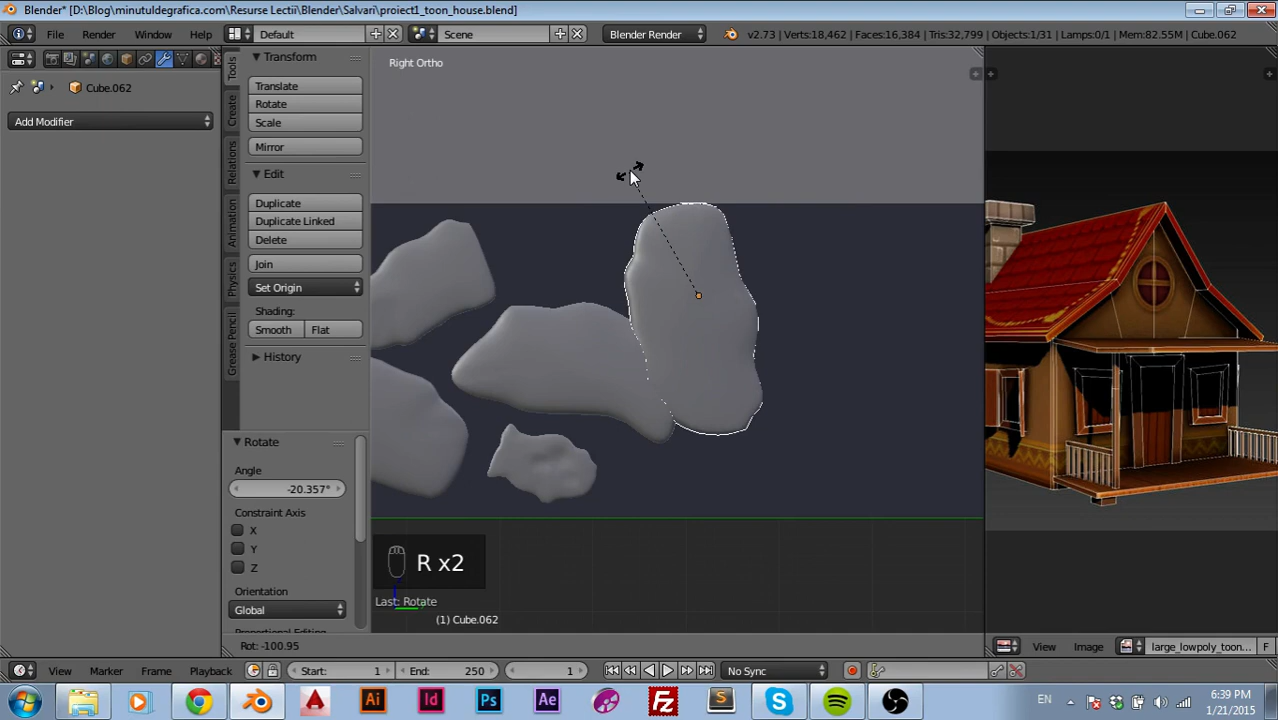 Blender* [D:\Blog\minutuldegrafica.com\Resurse Lectii\Blender\Salvari\proiect1_toon_house.blend]
File Render Window Help Default Scene Blender Render v2.73 | Verts:18,462 | Faces:16,384 | Tris:32,799 | Objects:1/31 | Lamps:0/1 | Mem:82.55M | Cube.062
Cube.062
Add Modifier
Tools
Create
Relations
Animation
Physics
Grease Pencil
Transform
Translate
Rotate
Scale
Mirror
Edit
Duplicate
Duplicate Linked
Delete
Join
Set Origin
Shading:
Smooth Flat
History
Rotate
Angle
-20.357°
Constraint Axis
X
Y
Z
Orientation
Global
Right Ortho
R x2
Last: Rotate
(1) Cube.062
Rot: -100.95
View Image large_lowpoly_toon... F
View Marker Frame Playback Start: 1 End: 250 1 No Sync
Ai Id Ps Ae Fz S
EN
6:39 PM
1/21/2015